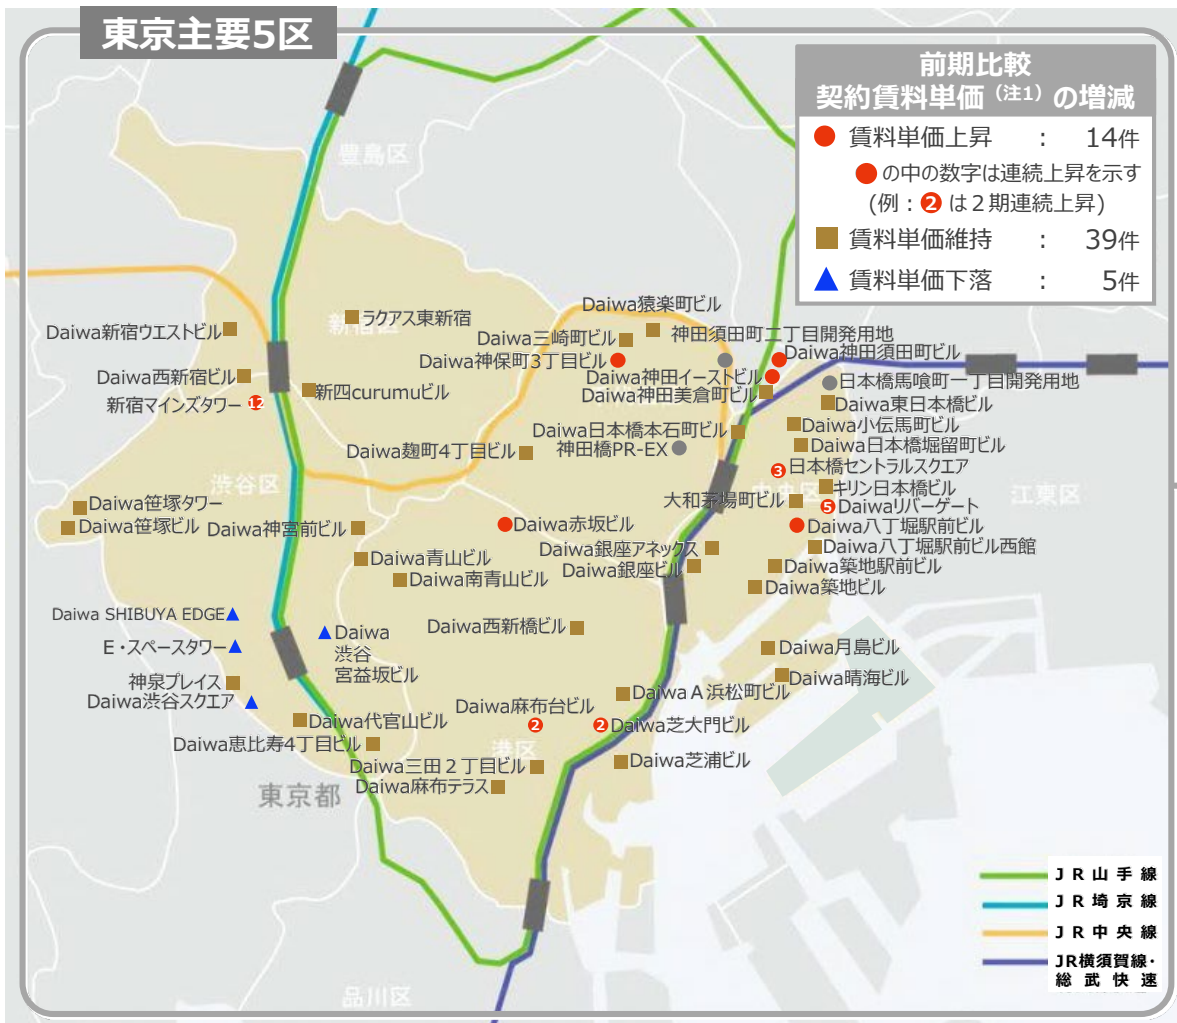 東京主要5区
前期比較
契約賃料単価（注1）の増減
賃料単価上昇 : 14件
の中の数字は連続上昇を示す
(例：2 は２期連続上昇)
賃料単価維持 : 39件
賃料単価下落 : 5件
豊島区
Daiwa猿楽町ビル
ラクアス東新宿
新宿区
Daiwa新宿ウエストビル
Daiwa三崎町ビル
神田須田町二丁目開発用地
Daiwa神保町3丁目ビル
Daiwa神田須田町ビル
Daiwa西新宿ビル
Daiwa神田イーストビル
日本橋馬喰町一丁目開発用地
新四curumuビル
Daiwa神田美倉町ビル
新宿マインズタワー 12
Daiwa東日本橋ビル
Daiwa小伝馬町ビル
Daiwa日本橋本石町ビル
Daiwa日本橋堀留町ビル
Daiwa麹町4丁目ビル
神田橋PR-EX
3 日本橋セントラルスクエア
渋谷区
中央区
キリン日本橋ビル
江東区
大和茅場町ビル
Daiwa笹塚タワー
5 Daiwaリバーゲート
Daiwa笹塚ビル
Daiwa神宮前ビル
Daiwa赤坂ビル
Daiwa八丁堀駅前ビル
Daiwa銀座アネックス
Daiwa八丁堀駅前ビル西館
Daiwa青山ビル
Daiwa銀座ビル
Daiwa築地駅前ビル
Daiwa南青山ビル
Daiwa築地ビル
Daiwa SHIBUYA EDGE
Daiwa西新橋ビル
Daiwa
渋谷
宮益坂ビル
E・スペースタワー
Daiwa月島ビル
神泉プレイス
Daiwa晴海ビル
Daiwa渋谷スクエア
DaiwaＡ浜松町ビル
Daiwa麻布台ビル
2
2 Daiwa芝大門ビル
Daiwa代官山ビル
Daiwa恵比寿4丁目ビル
港区
Daiwa芝浦ビル
Daiwa三田２丁目ビル
Daiwa麻布テラス
東京都
品川区
ＪＲ山手線
ＪＲ埼京線
ＪＲ中央線
JR横須賀線・
総武快速